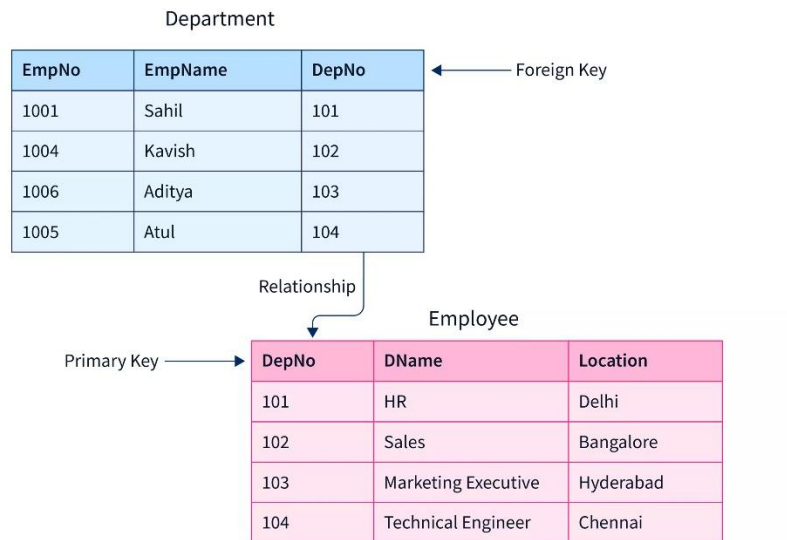 Department
EmpNo EmpName DepNo
Foreign Key
1001 Sahil 101
1004 Kavish 102
1006 Aditya 103
1005 Atul 104
Relationship
Employee
Primary Key
DepNo DName Location
101 HR Delhi
102 Sales Bangalore
103 Marketing Executive Hyderabad
104 Technical Engineer Chennai